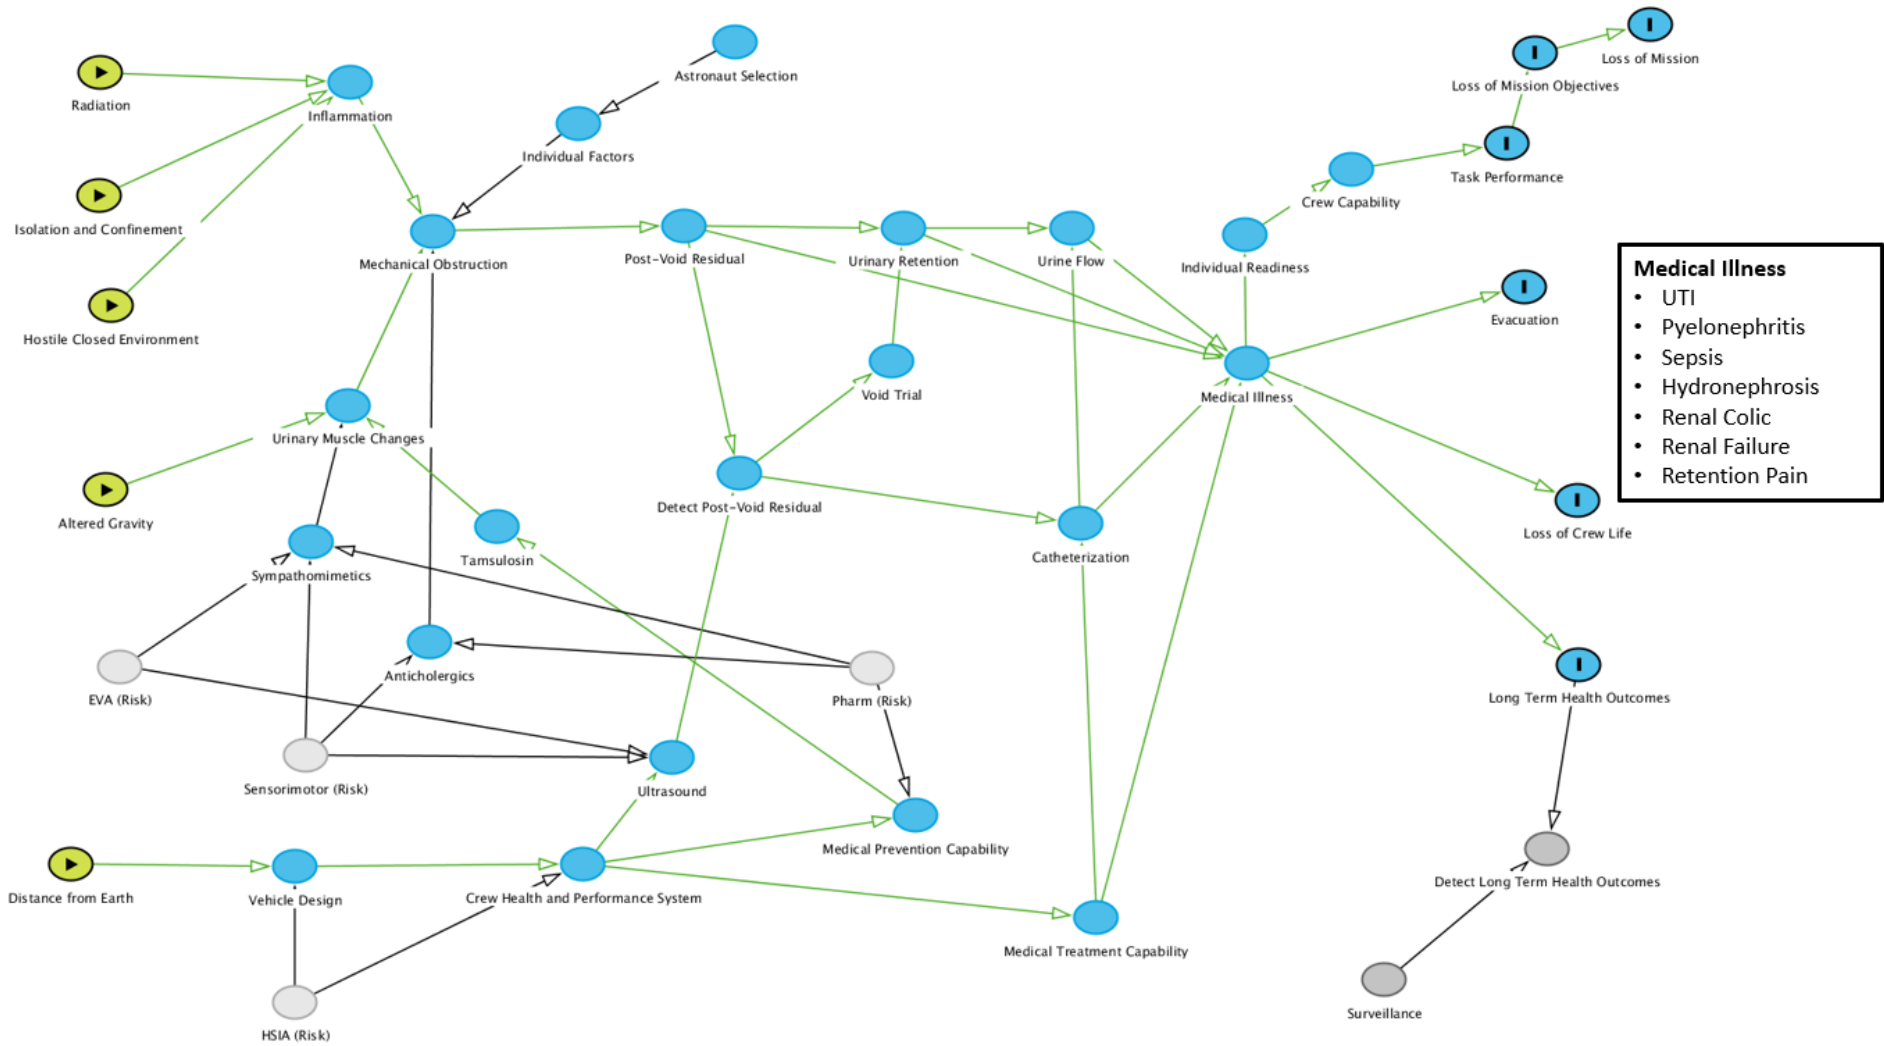 Loss of Mission
Astronaut Selection
Loss of Mission Objectives
Radiation
Inflammation
Individual Factors
Task Performance
Crew Capability
Isolation and Confinement
Mechanical Obstruction
Post-Void Residual
Urinary Retention
Urine Flow
Individual Readiness
Medical Illness
• UTI
• Pyelonephritis
• Sepsis
• Hydronephrosis
• Renal Colic
• Renal Failure
• Retention Pain
Evacuation
Hostile Closed Environment
Void Trial
Medical Illness
Urinary Muscle Changes
Detect Post-Void Residual
Altered Gravity
Loss of Crew Life
Tamsulosin
Catheterization
Sympathomimetics
Anticholergics
EVA (Risk)
Pharm (Risk)
Long Term Health Outcomes
Sensorimotor (Risk)
Ultrasound
Medical Prevention Capability
Detect Long Term Health Outcomes
Distance from Earth
Vehicle Design
Crew Health and Performance System
Medical Treatment Capability
Surveillance
HSIA (Risk)